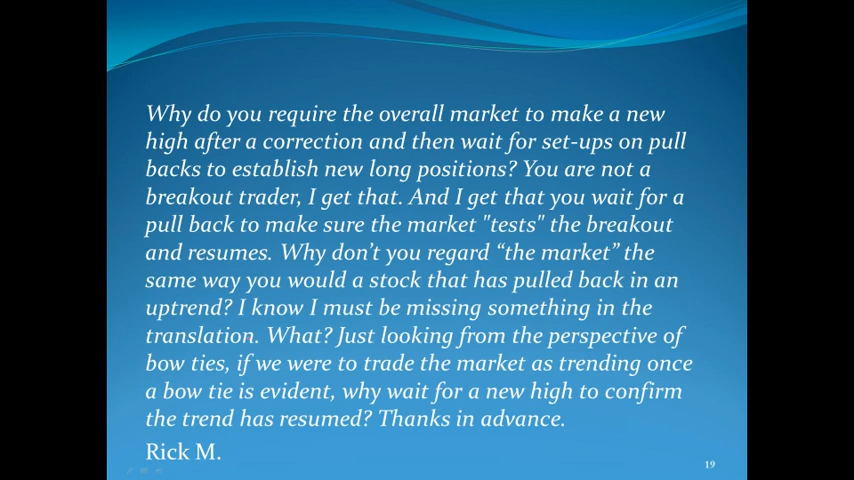 Why do you require the overall market to make a new
high after a correction and then wait for set-ups on pull
backs to establish new long positions? You are not a
breakout trader, I get that. And I get that you wait for a
pull back to make sure the market "tests" the breakout
and resumes. Why don’t you regard “the market” the
same way you would a stock that has pulled back in an
uptrend? I know I must be missing something in the
translation. What? Just looking from the perspective of
bow ties, if we were to trade the market as trending once
a bow tie is evident, why wait for a new high to confirm
the trend has resumed? Thanks in advance.
Rick M.
19